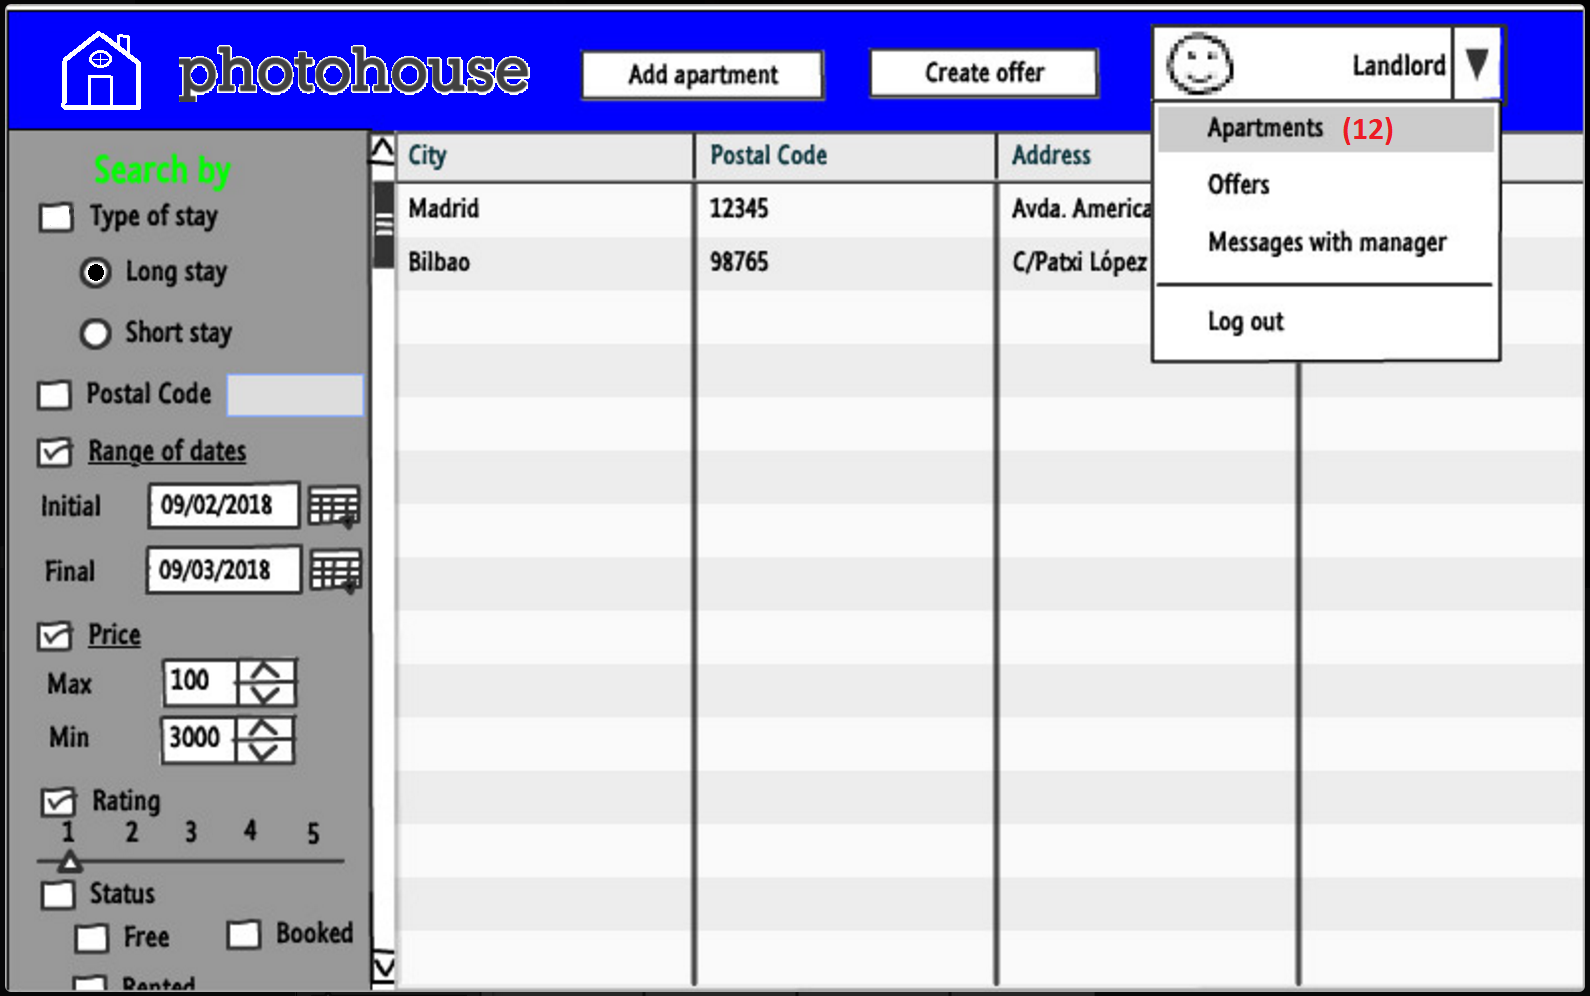 photohouse
Add apartment
Create offer
Landlord
Apartments (12)
Offers
Messages with manager
Log out
Search by
Type of stay
Long stay
Short stay
Postal Code
Range of dates
Initial 09/02/2018
Final 09/03/2018
Price
Max 100
Min 3000
Rating
1 2 3 4 5
Status
Free Booked
Rented
City Postal Code Address
Madrid 12345 Avda. America
Bilbao 98765 C/Patxi López